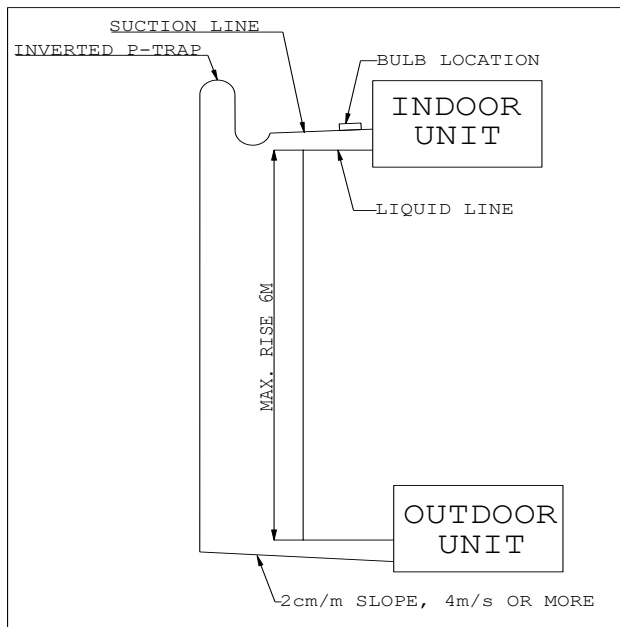 SUCTION LINE
INVERTED P-TRAP
BULB LOCATION
INDOOR
UNIT
LIQUID LINE
MAX. RISE 6M
OUTDOOR
UNIT
2cm/m SLOPE, 4m/s OR MORE